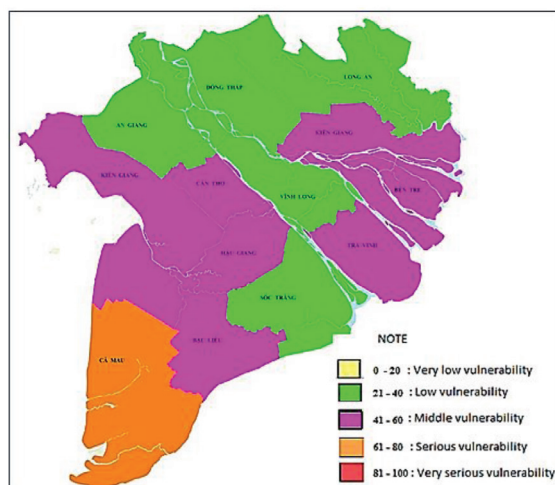 LONG AN
ĐỒNG THÁP
AN GIANG
TIỀN GIANG
KIÊN GIANG
CẦN THƠ
BẾN TRE
VĨNH LONG
TRÀ VINH
HẬU GIANG
SÓC TRĂNG
BẠC LIÊU
CÀ MAU
NOTE
0 - 20 : Very low vulnerability
21 - 40 : Low vulnerability
41 - 60 : Middle vulnerability
61 - 80 : Serious vulnerability
81 - 100 : Very serious vulnerability